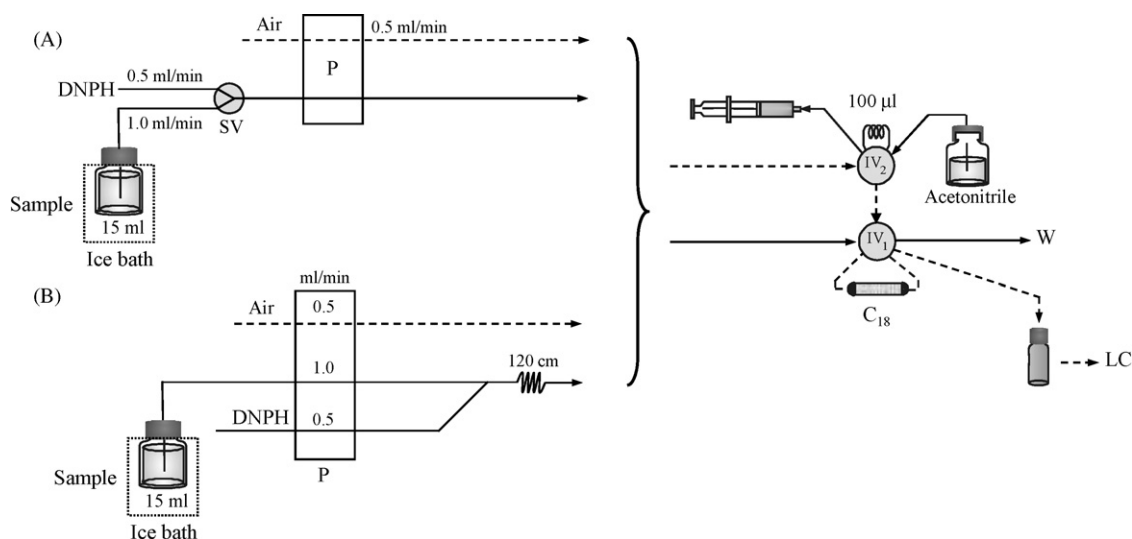 (A)
Air
0.5 ml/min
P
DNPH
0.5 ml/min
1.0 ml/min
SV
Sample
15 ml
Ice bath
(B)
ml/min
Air
0.5
1.0
120 cm
DNPH
0.5
P
Sample
15 ml
Ice bath
100 µl
IV2
Acetonitrile
IV1
W
C18
LC